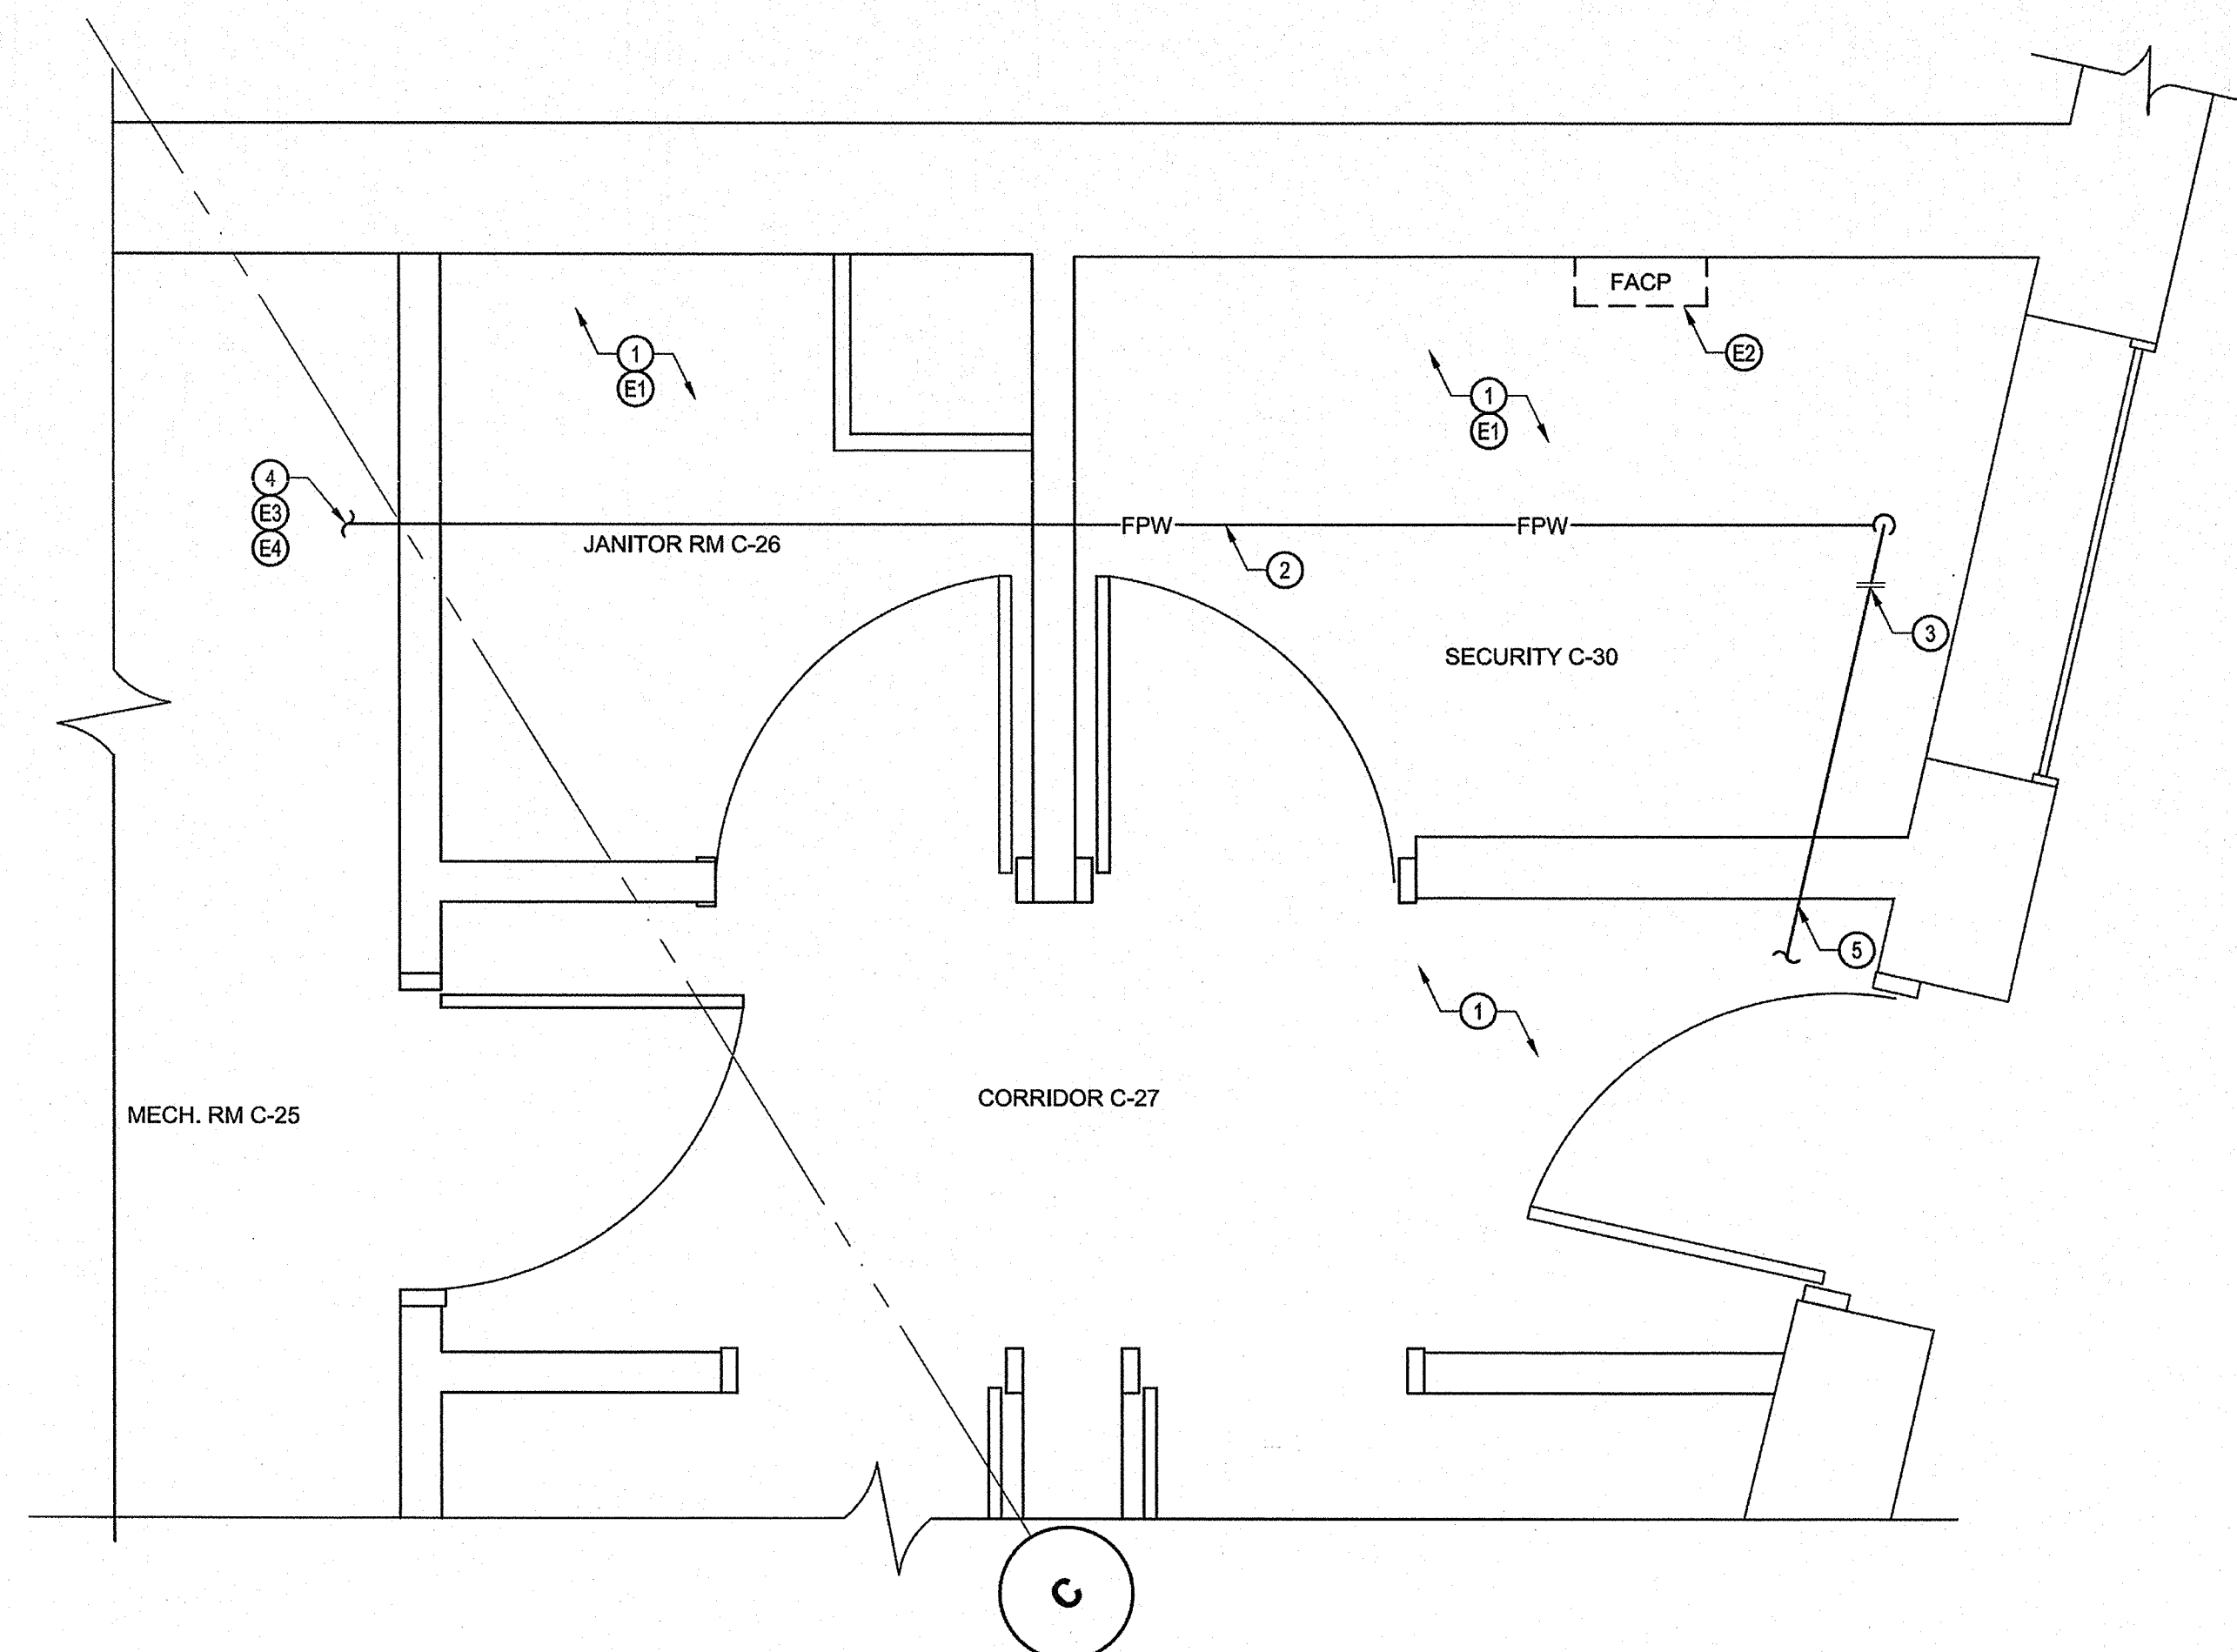 FACP
1
E1
E2
1
E1
4
E3
E4
FPW
FPW
JANITOR RM C-26
2
3
SECURITY C-30
5
1
CORRIDOR C-27
MECH. RM C-25
C